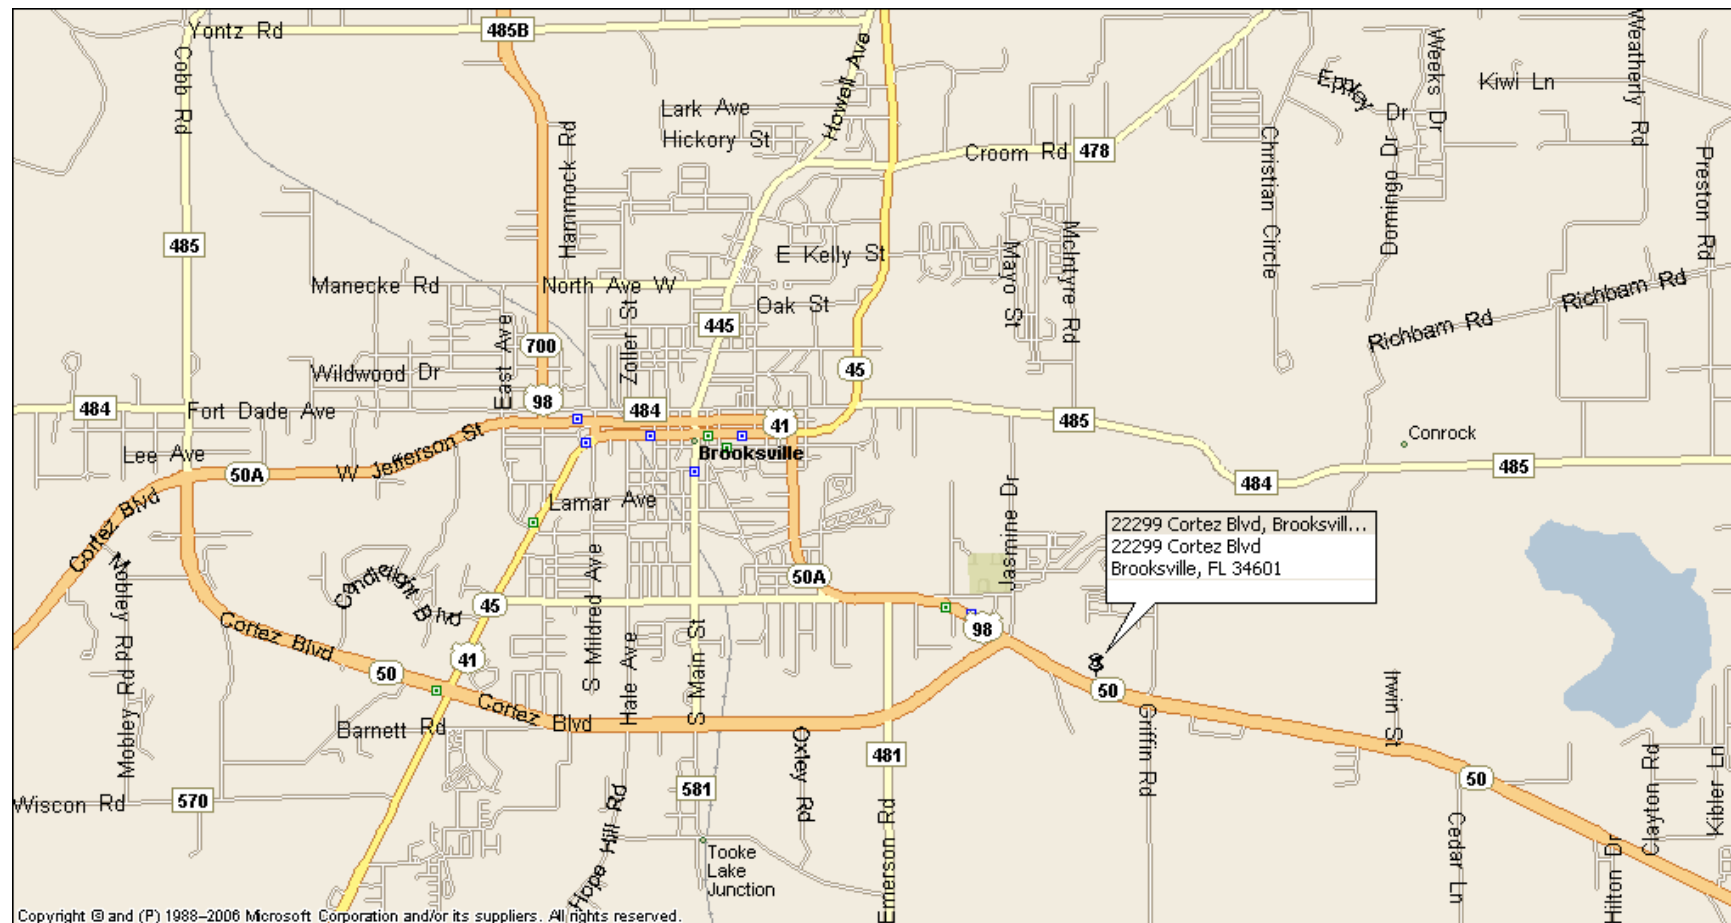 Yontz Rd
485B
Cobb Rd
Howell Ave
Lark Ave
Hickory St
Hammock Rd
Croom Rd
478
Eppley Dr
Weeks Dr
Kiwi Ln
Weatherly Rd
Christian Circle
Domingo Dr
Preston Rd
485
E Kelly St
Mayo St
McIntyre Rd
Manecke Rd
North Ave W
Oak St
Richbarn Rd
Richbarn Rd
445
East Ave
Zoller St
700
45
Wildwood Dr
98
484
Fort Dade Ave
484
41
485
Conrock
Lee Ave
W Jefferson St
Brooksville
50A
485
484
Cortez Blvd
Lamar Ave
Jasmine Dr
22299 Cortez Blvd, Brooksvill...
22299 Cortez Blvd
Brooksville, FL 34601
Mobley Rd
Candlelight Blvd
S Mildred Ave
50A
45
Cortez Blvd
Hale Ave
S Main St
98
41
50
50
Mobley Rd
Cortez Blvd
Barnett Rd
Oxley Rd
481
Griffin Rd
Irwin St
Clayton Rd
Kibler Ln
50
Wiscon Rd
570
581
Hope Hill Rd
Emerson Rd
Cedar Ln
Hilton Dr
Tooke
Lake
Junction
Copyright © and (P) 1988–2006 Microsoft Corporation and/or its suppliers. All rights reserved.